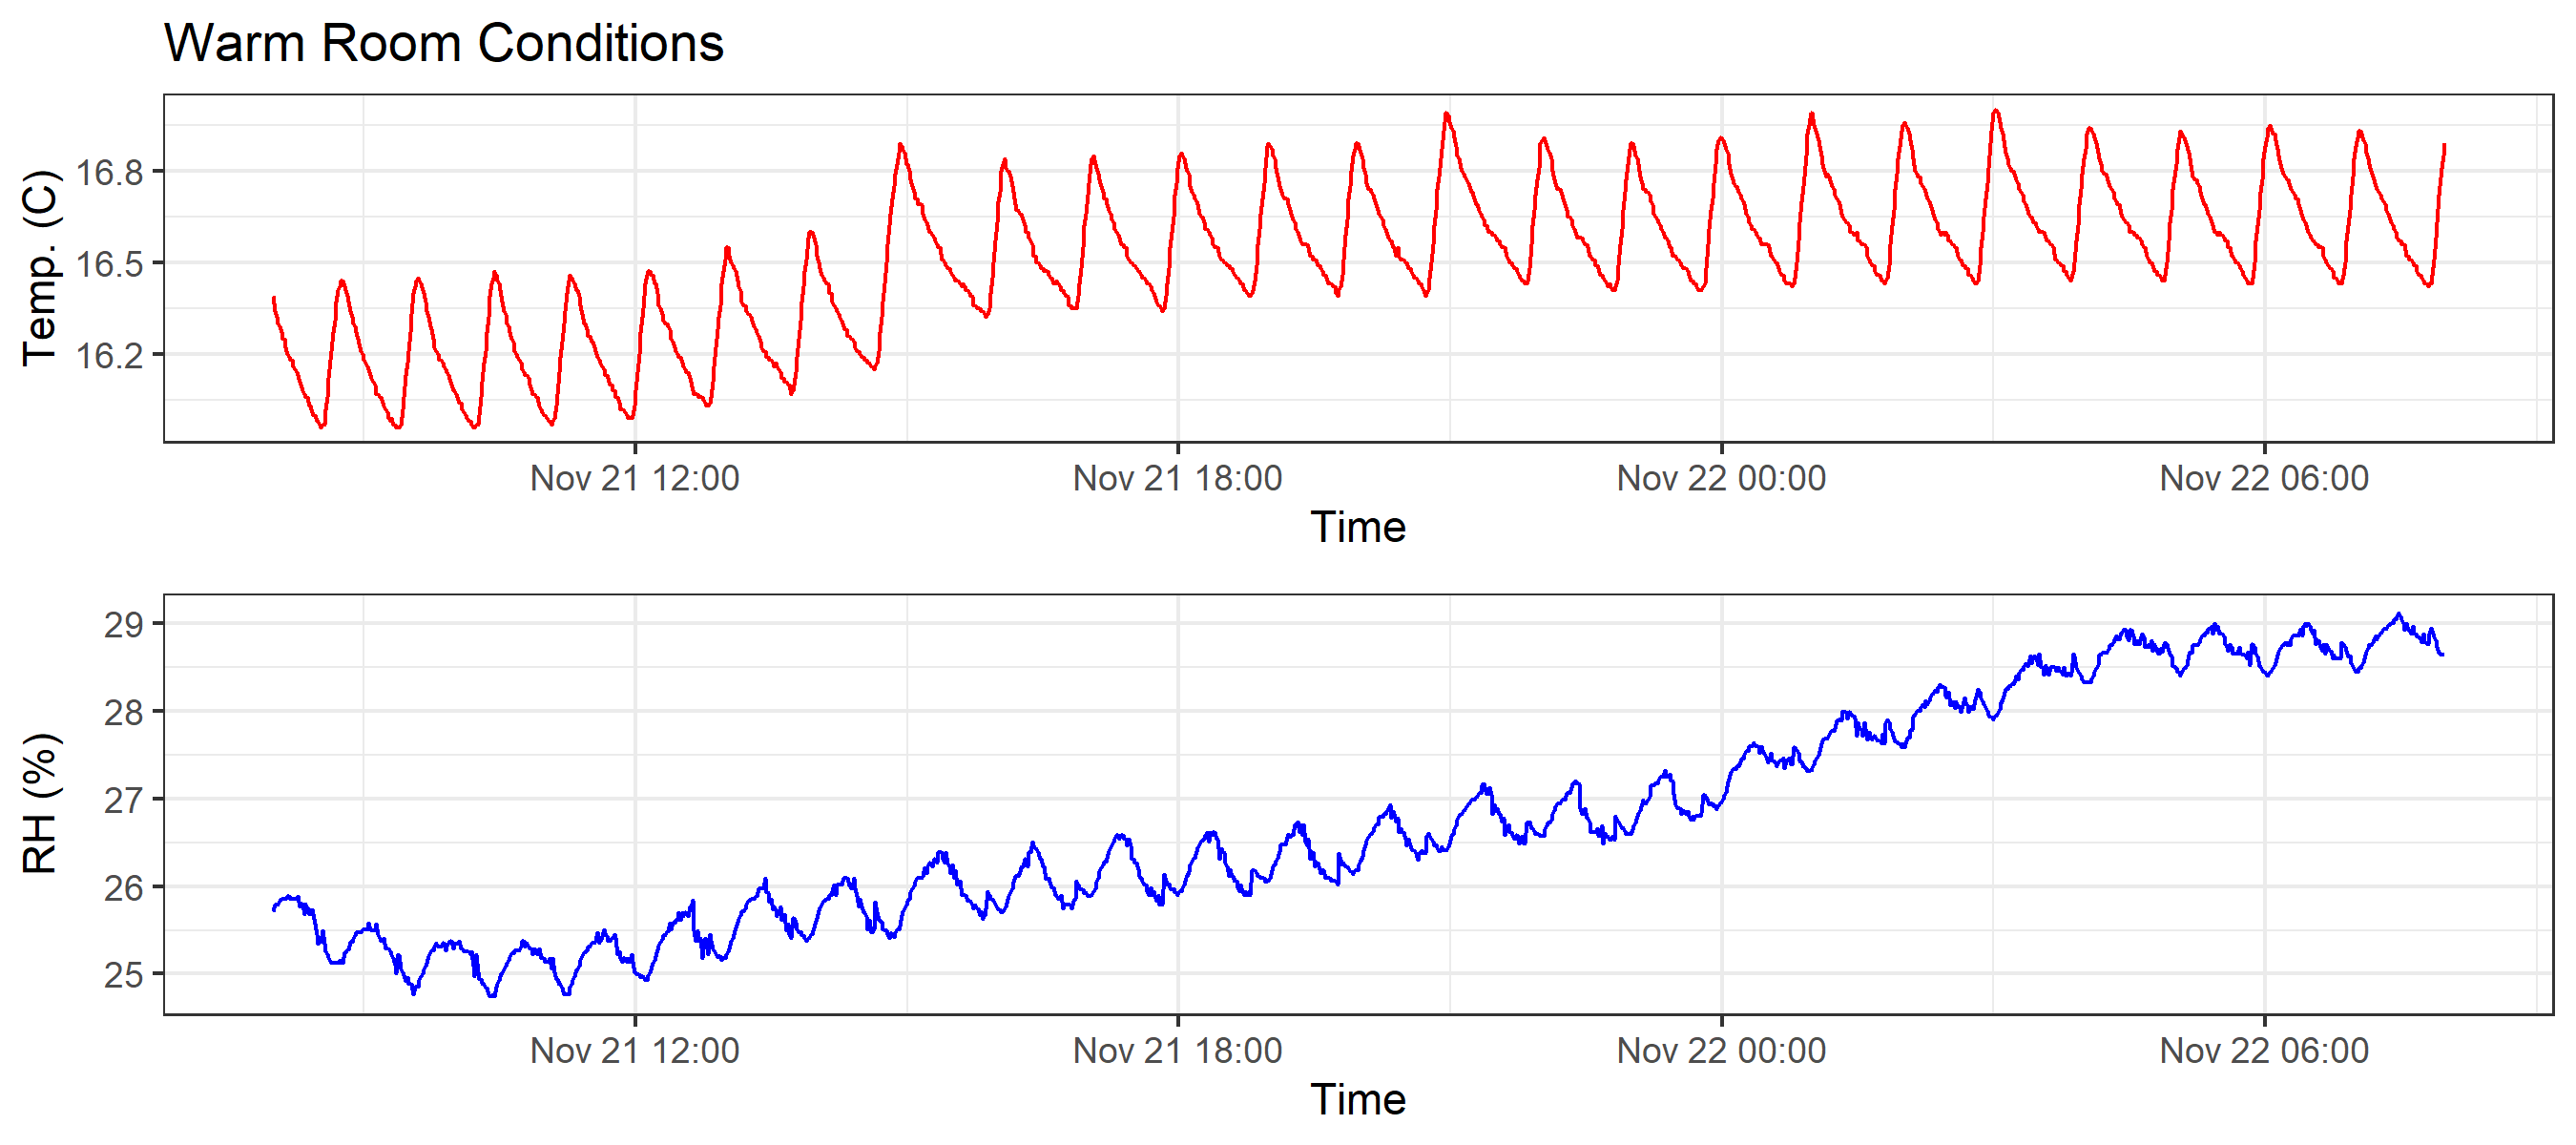 Warm Room Conditions
Temp. (C)
16.8
16.5
16.2
Nov 21 12:00 Nov 21 18:00 Nov 22 00:00 Nov 22 06:00
Time
RH (%)
29
28
27
26
25
Nov 21 12:00 Nov 21 18:00 Nov 22 00:00 Nov 22 06:00
Time